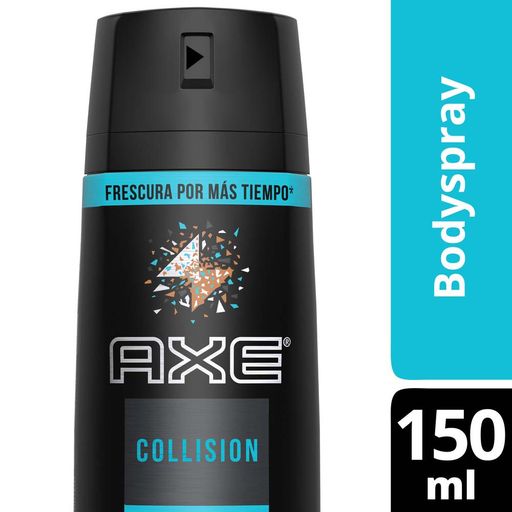 FRESCURA POR MÁS TIEMPO*
AXE®
COLLISION
Bodyspray
150
ml